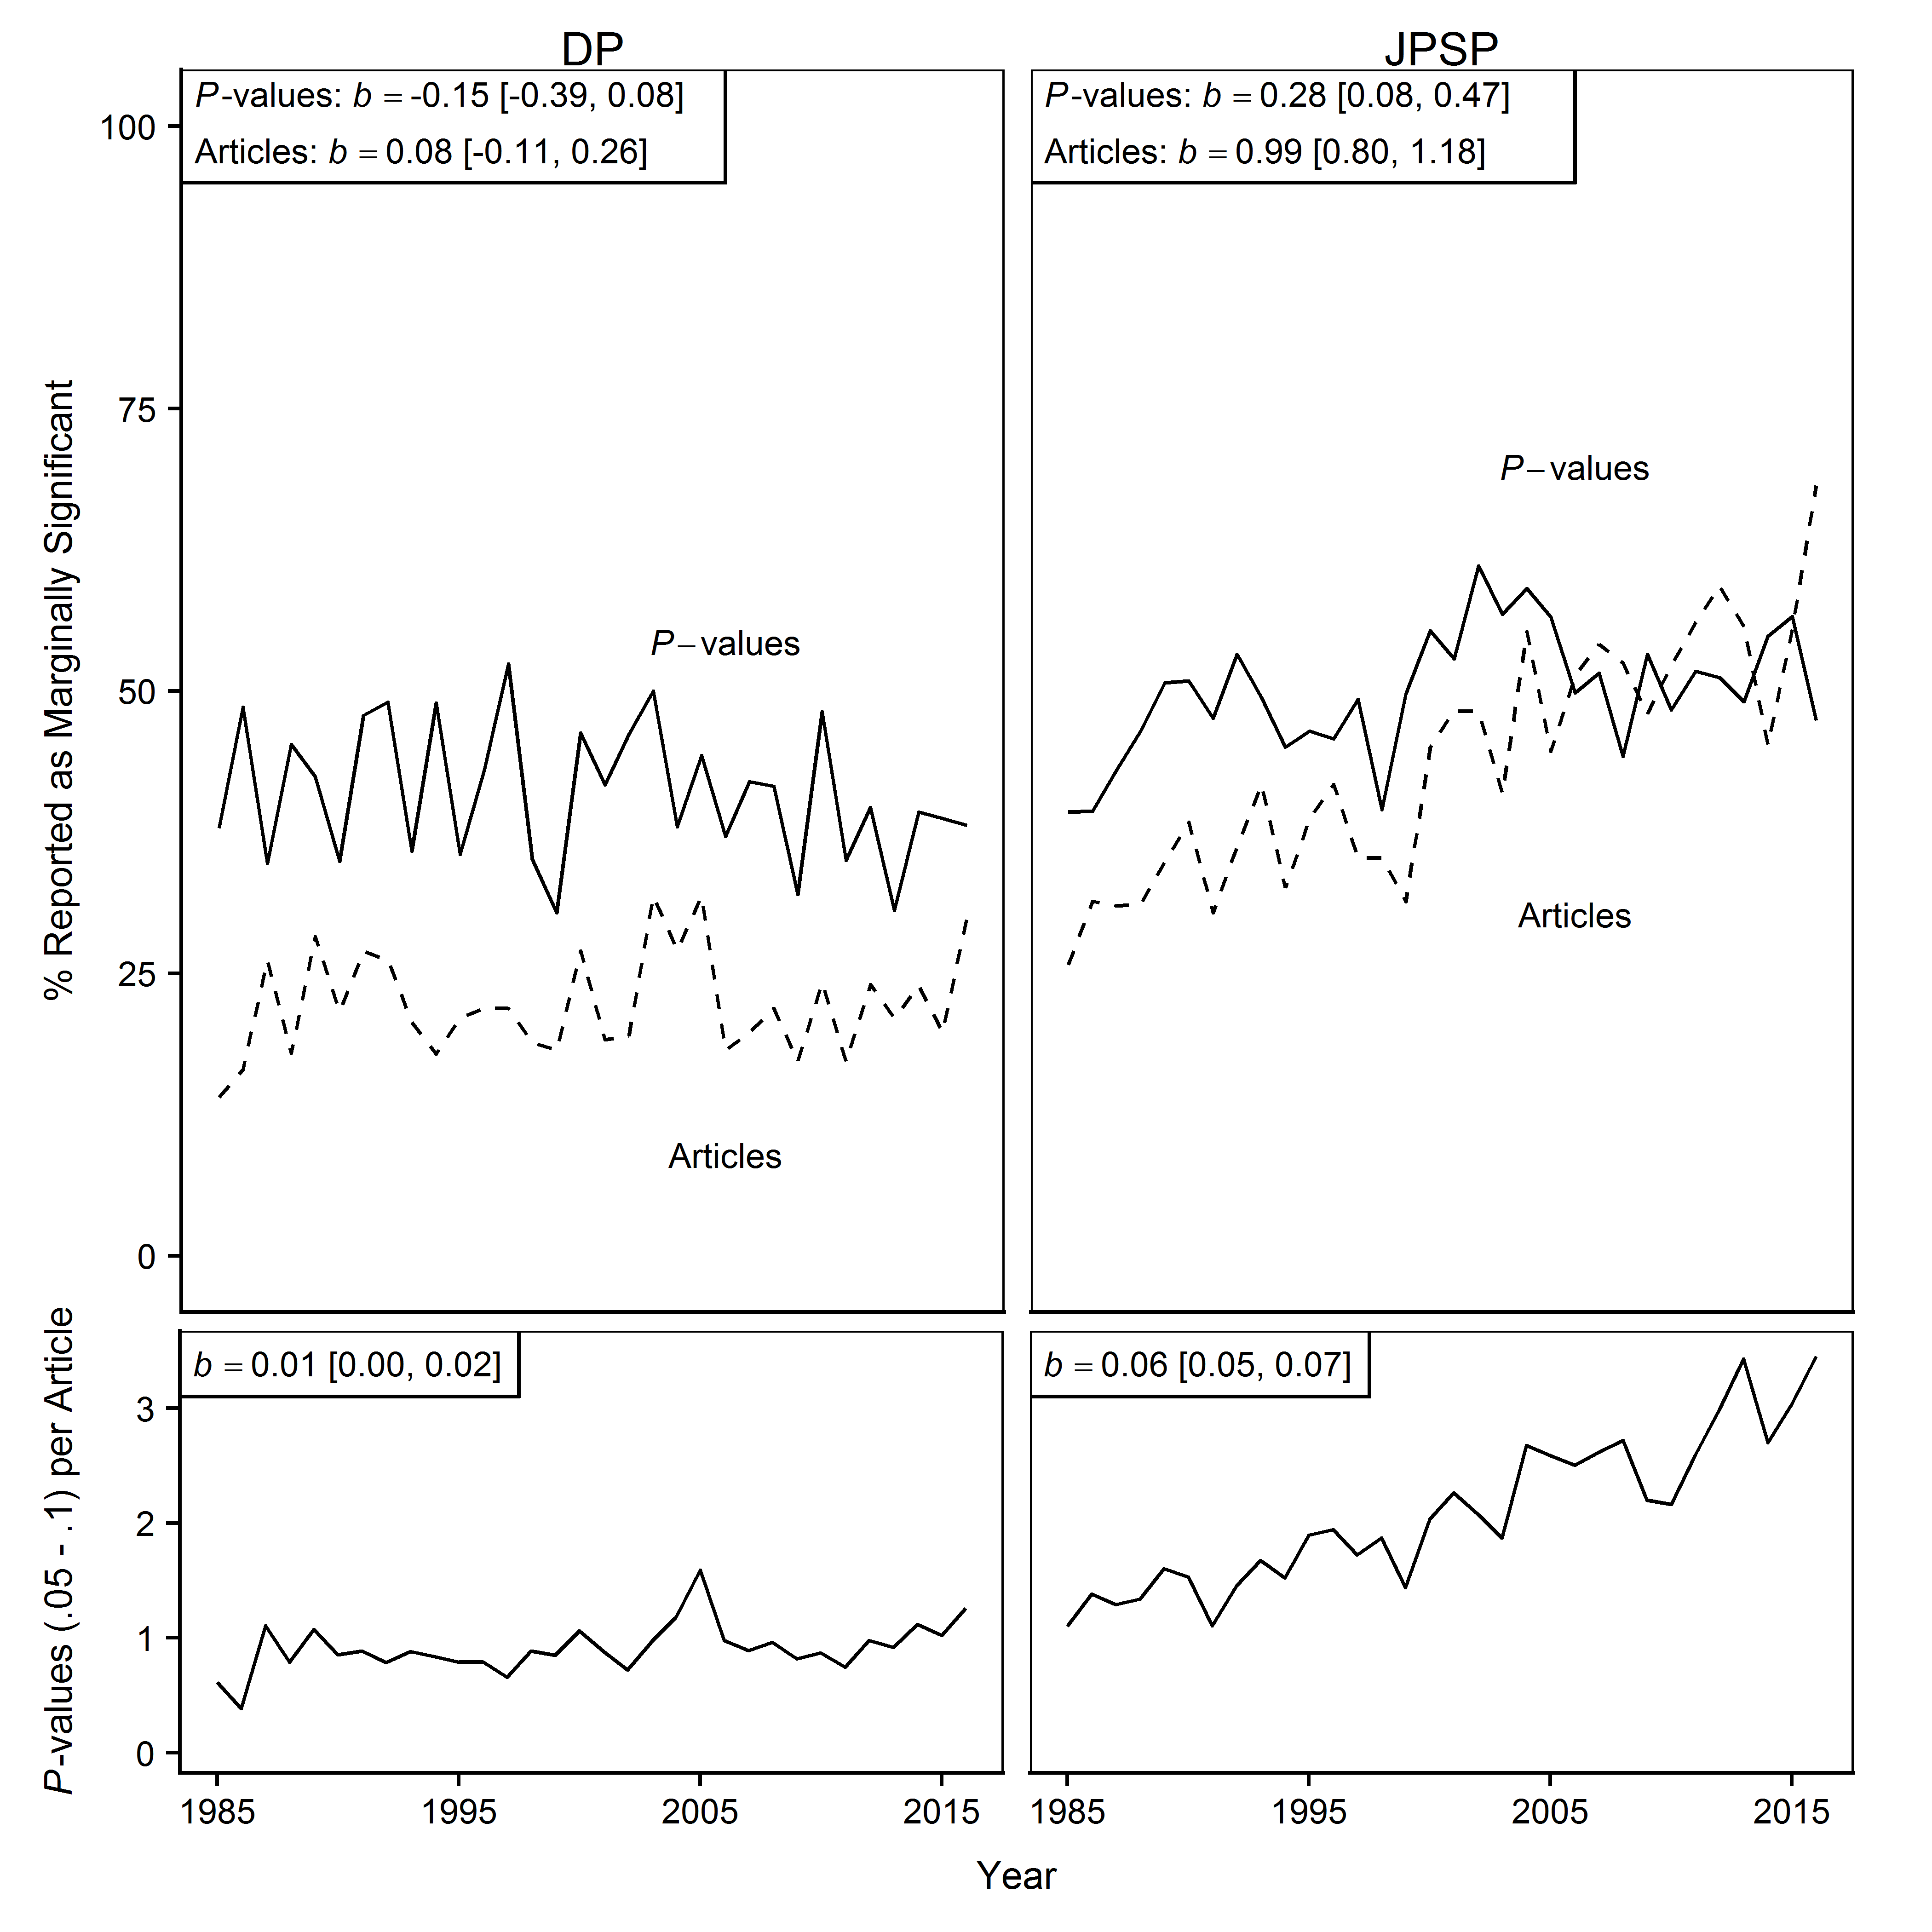 DP
JPSP
P-values: b = -0.15 [-0.39, 0.08]
Articles: b = 0.08 [-0.11, 0.26]
P-values: b = 0.28 [0.08, 0.47]
Articles: b = 0.99 [0.80, 1.18]
% Reported as Marginally Significant
100
75
50
25
0
P–values
Articles
P–values
Articles
P-values (.05 - .1) per Article
b = 0.01 [0.00, 0.02]
b = 0.06 [0.05, 0.07]
3
2
1
0
1985 1995 2005 2015
1985 1995 2005 2015
Year